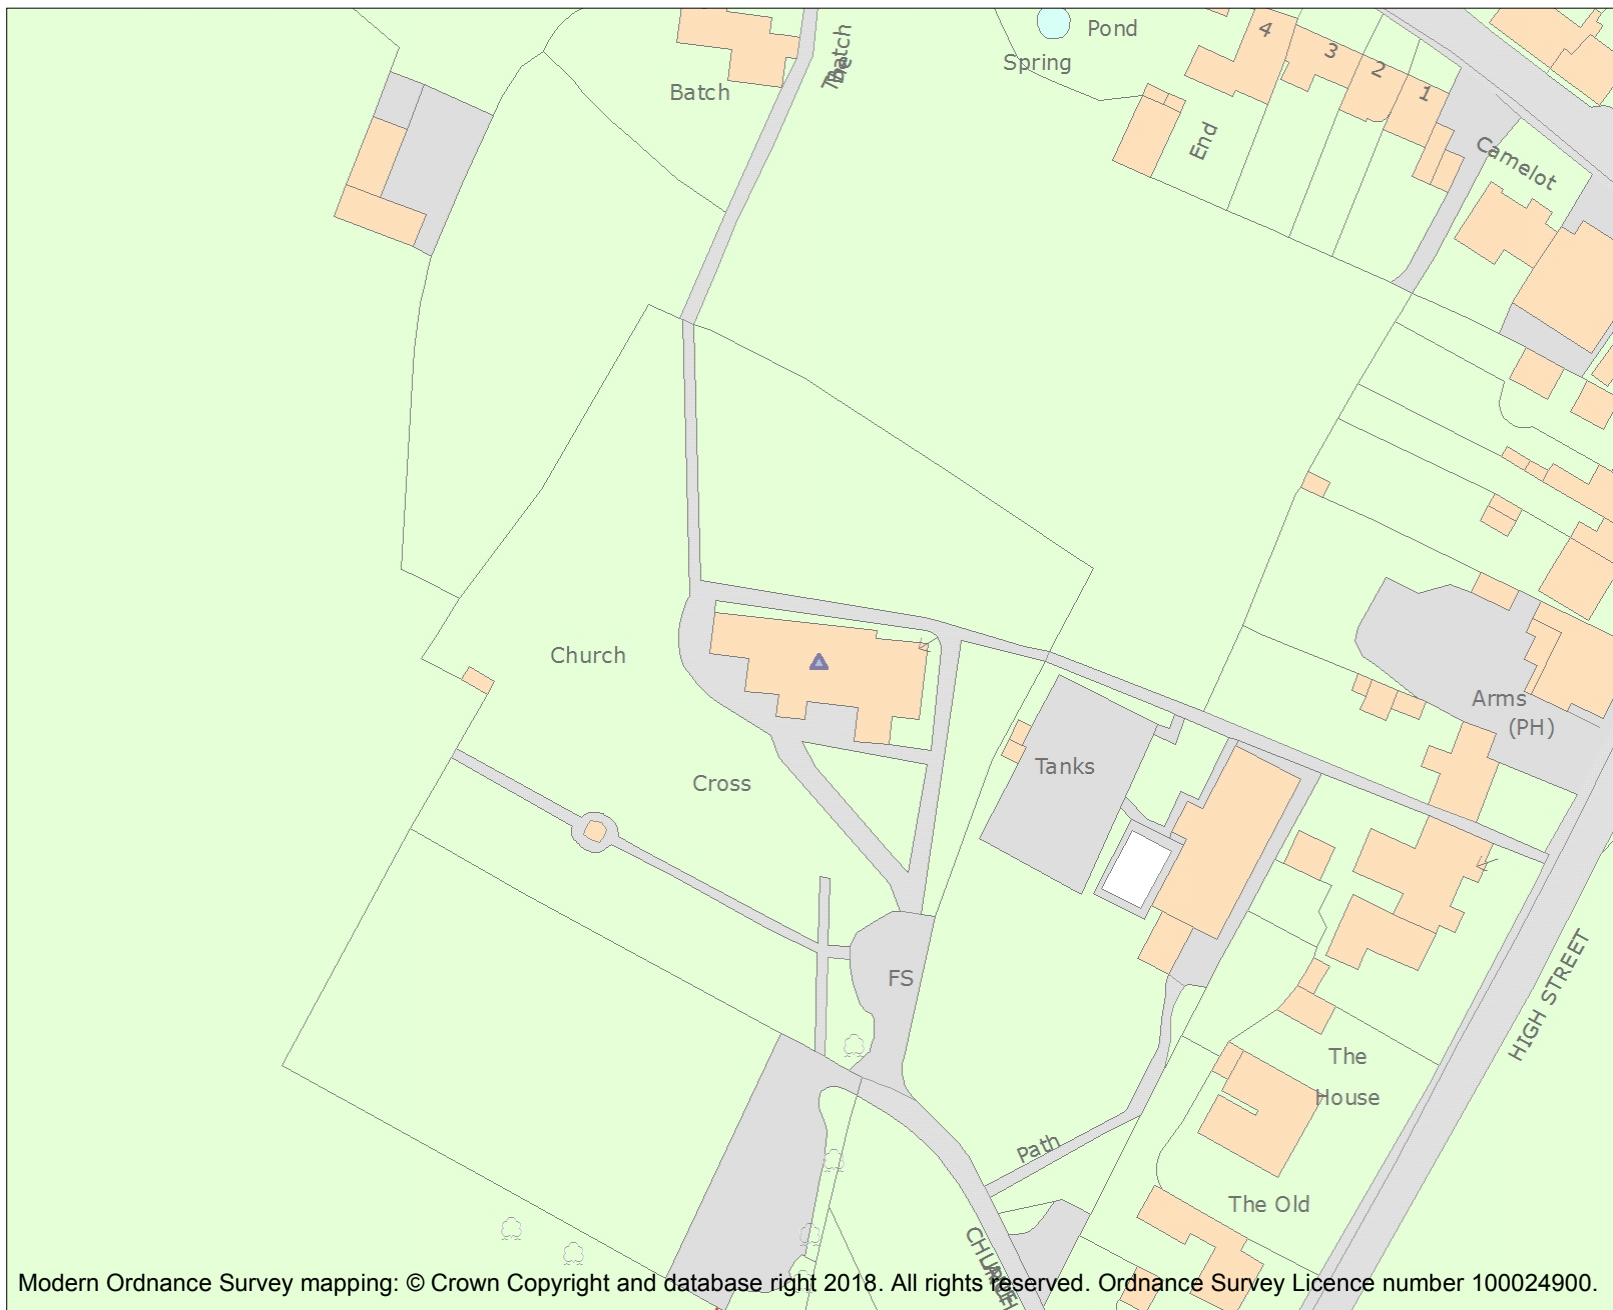 Pond
Spring
4
3
2
1
The Batch
Batch
End
Camelot
Church
Cross
Tanks
Arms
(PH)
FS
HIGH STREET
The
House
Path
The Old
Modern Ordnance Survey mapping: © Crown Copyright and database right 2018. All rights reserved. Ordnance Survey Licence number 100024900.